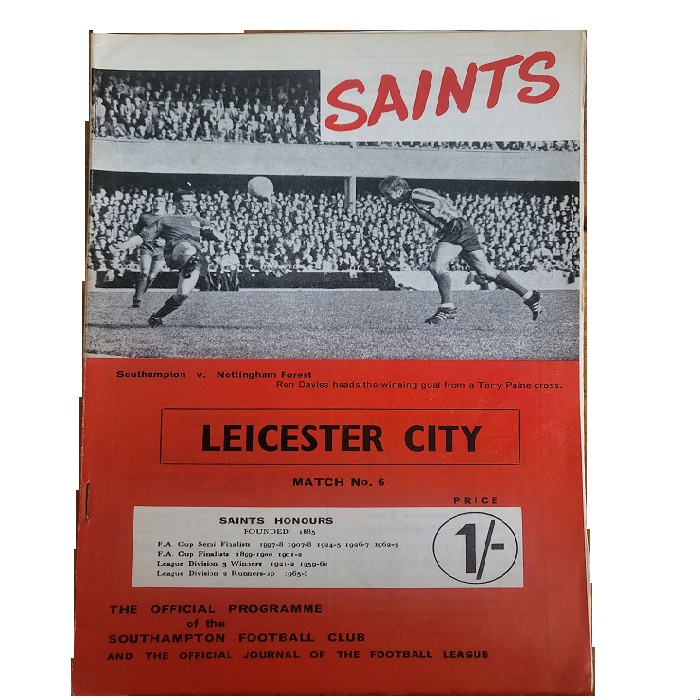 SAINTS
Southampton v. Nottingham Forest
Ron Davies heads the winning goal from a Terry Paine cross.
LEICESTER CITY
MATCH No. 6
PRICE
1/-
SAINTS HONOURS
FOUNDED 1885
F.A. Cup Semi Finalists 1897-8 1907-8 1924-5 1926-7 1962-3
F.A. Cup Finalists 1899-1900 1901-2
League Division 3 Winners 1921-2 1959-60
League Division 2 Runners-up
THE OFFICIAL PROGRAMME
of the
SOUTHAMPTON FOOTBALL CLUB
AND THE OFFICIAL JOURNAL OF THE FOOTBALL LEAGUE